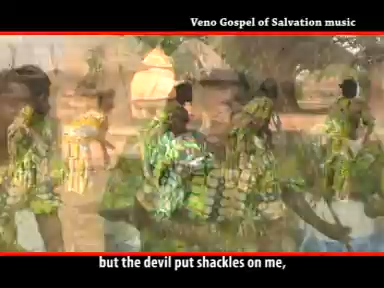 Veno Gospel of Salvation music
but the devil put shackles on me,